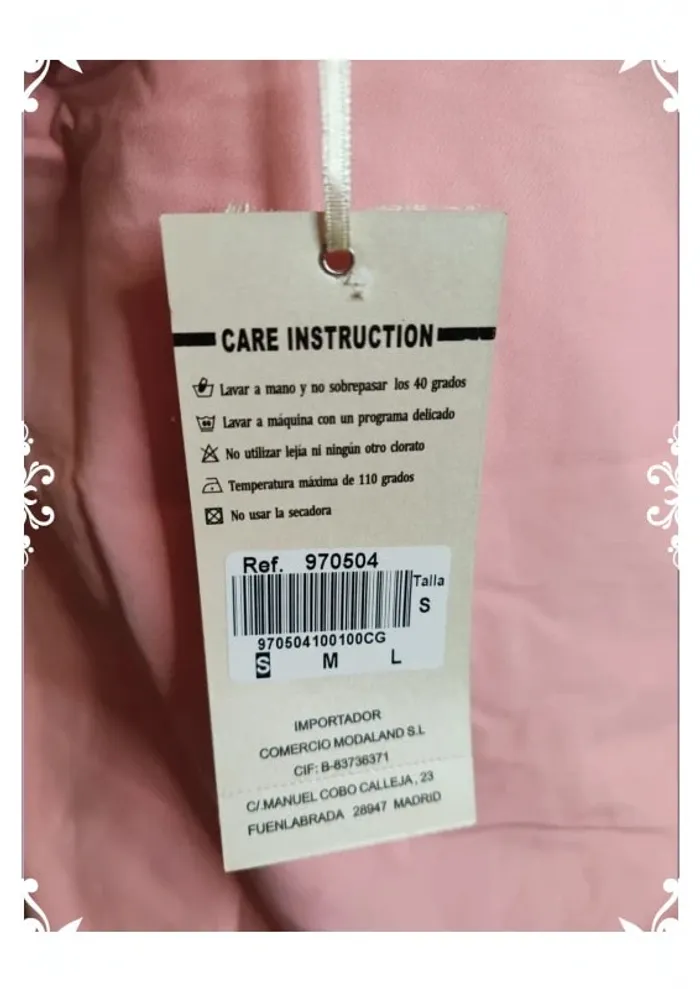 CARE INSTRUCTION
Lavar a mano y no sobrepasar los 40 grados
Lavar a máquina con un programa delicado
No utilizar lejía ni ningún otro clorato
Temperatura máxima de 110 grados
No usar la secadora
Ref. 970504
Talla
S
970504100100CG
S M L
IMPORTADOR
COMERCIO MODALAND S.L
CIF: B-83736371
C/.MANUEL COBO CALLEJA, 23
FUENLABRADA 28947 MADRID